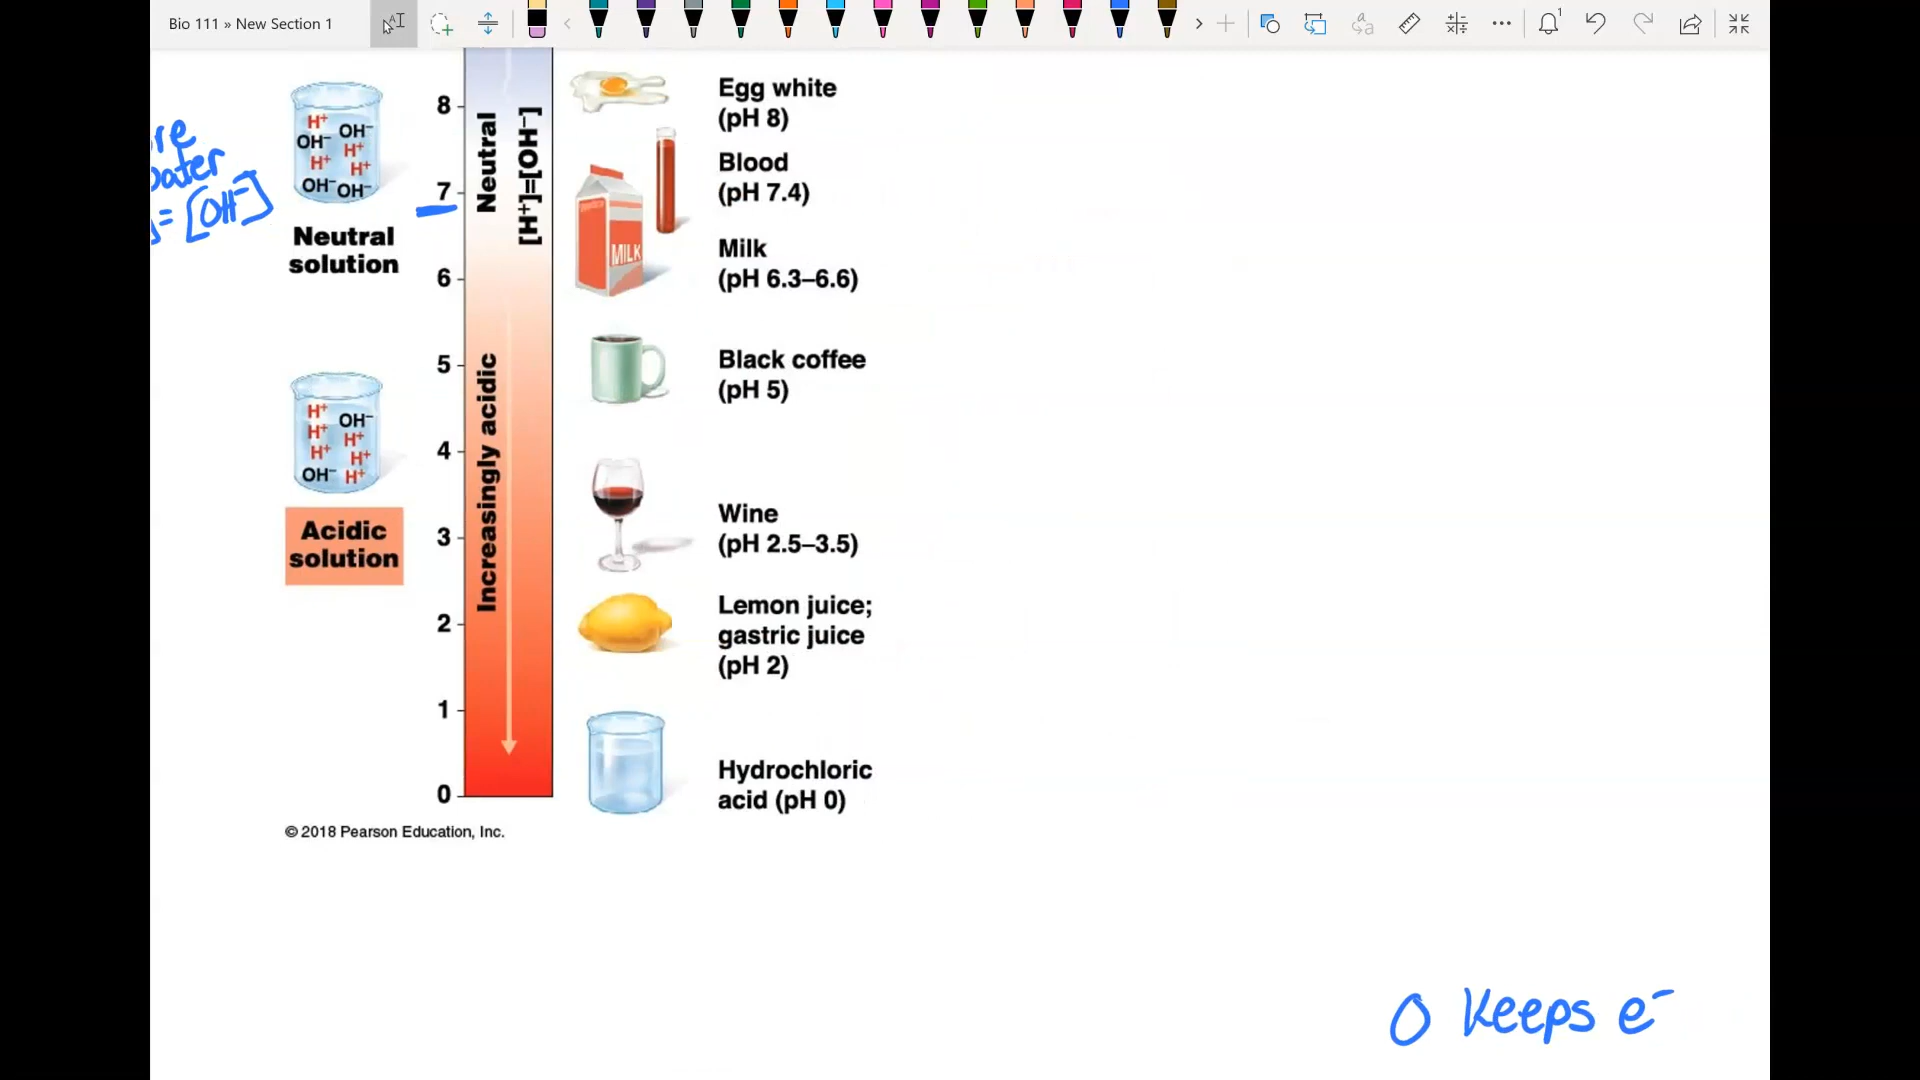 Bio 111 » New Section 1
1
8
7
6
5
4
3
2
1
0
Neutral
[H⁺]=[OH⁻]
Increasingly acidic
H⁺
OH⁻
OH⁻
H⁺
H⁺
H⁺
OH⁻ OH⁻
= [OH⁻]
Neutral
solution
H⁺
OH⁻
H⁺
H⁺
H⁺
H⁺
OH⁻ H⁺
Acidic
solution
Egg white
(pH 8)
Blood
(pH 7.4)
MILK
Milk
(pH 6.3–6.6)
Black coffee
(pH 5)
Wine
(pH 2.5–3.5)
Lemon juice;
gastric juice
(pH 2)
Hydrochloric
acid (pH 0)
© 2018 Pearson Education, Inc.
O keeps e⁻